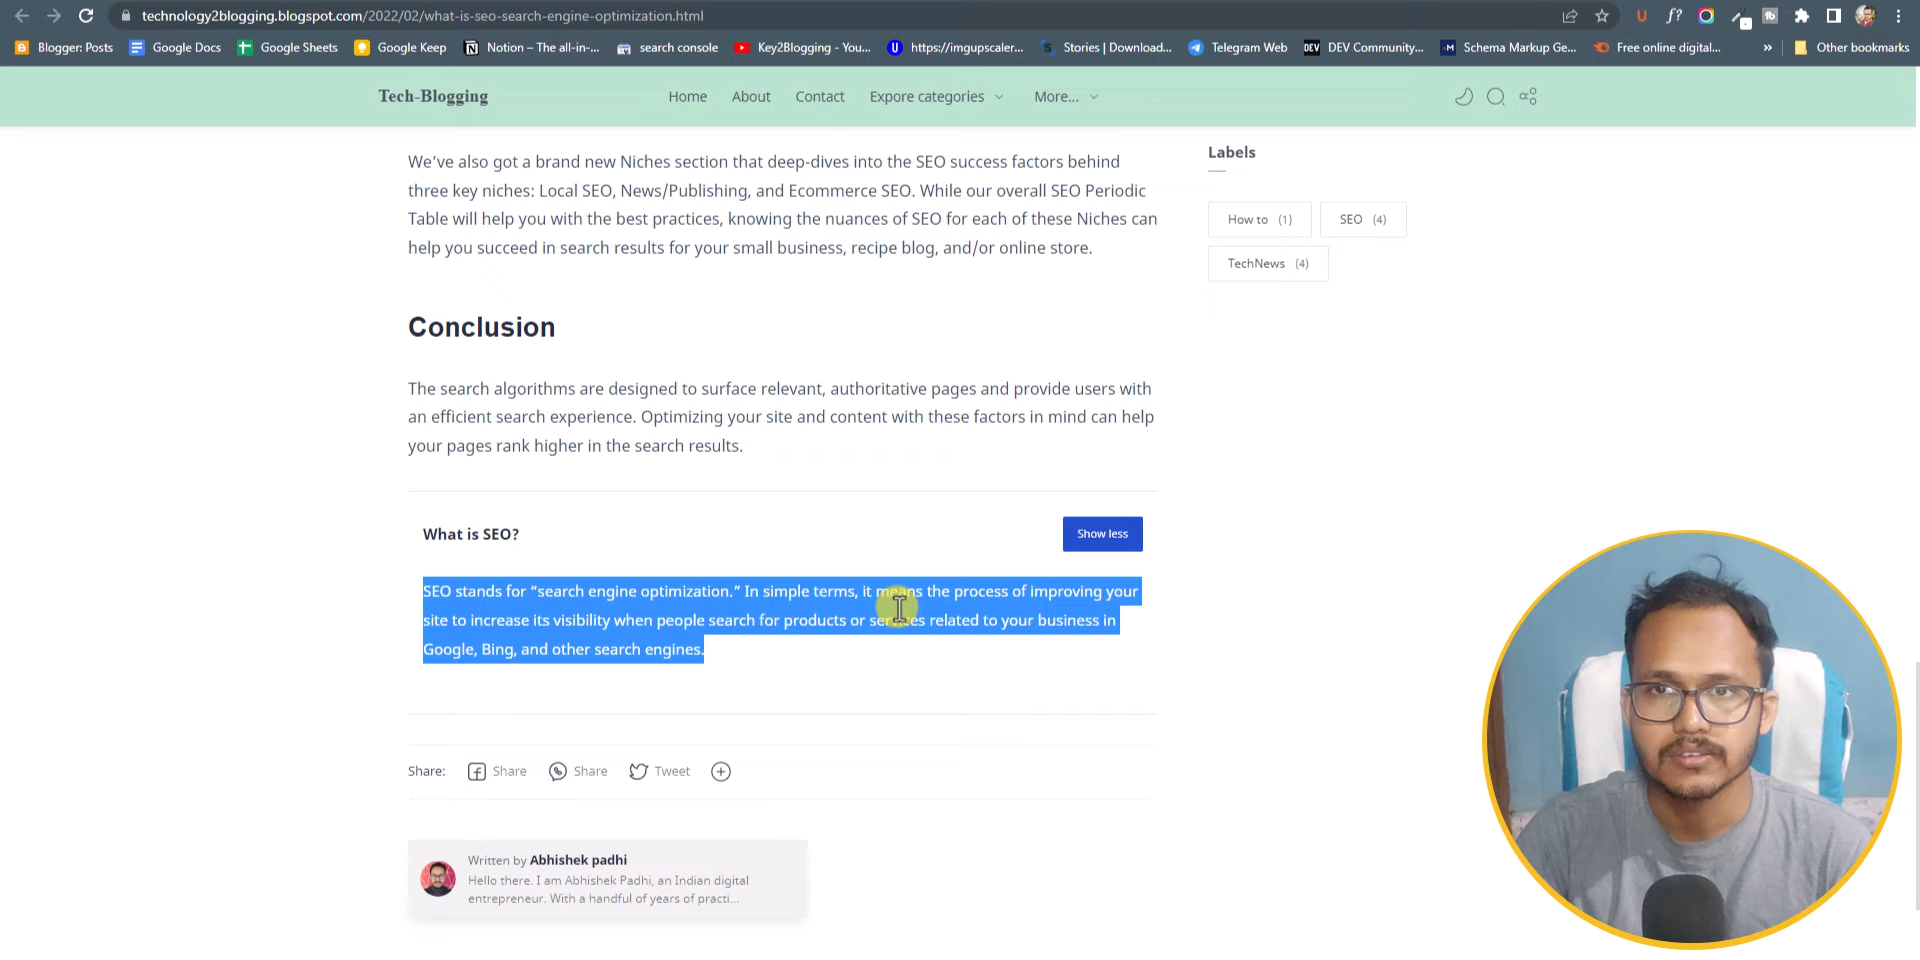 technology2blogging.blogspot.com/2022/02/what-is-seo-search-engine-optimization.html
Blogger: Posts
Google Docs
Google Sheets
Google Keep
Notion – The all-in-...
search console
Key2Blogging - You...
https://imgupscaler...
Stories | Download...
Telegram Web
DEV Community...
Schema Markup Ge...
Free online digital...
»
Other bookmarks
Tech-Blogging
Home
About
Contact
Expore categories
More...
We’ve also got a brand new Niches section that deep-dives into the SEO success factors behind
three key niches: Local SEO, News/Publishing, and Ecommerce SEO. While our overall SEO Periodic
Table will help you with the best practices, knowing the nuances of SEO for each of these Niches can
help you succeed in search results for your small business, recipe blog, and/or online store.
Labels
How to (1)
SEO (4)
TechNews (4)
Conclusion
The search algorithms are designed to surface relevant, authoritative pages and provide users with
an efficient search experience. Optimizing your site and content with these factors in mind can help
your pages rank higher in the search results.
What is SEO?
Show less
SEO stands for “search engine optimization.” In simple terms, it means the process of improving your
site to increase its visibility when people search for products or services related to your business in
Google, Bing, and other search engines.
Share:
Share
Share
Tweet
Written by Abhishek padhi
Hello there. I am Abhishek Padhi, an Indian digital
entrepreneur. With a handful of years of practi...